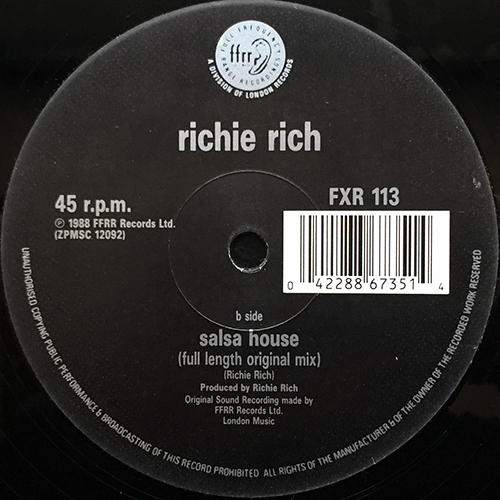 FULL FREQUENCY
ffrr
RANGE RECORDINGS
A DIVISION OF LONDON RECORDS
richie rich
45 r.p.m.
℗ 1988 FFRR Records Ltd.
(ZPMSC 12092)
FXR 113
0 42288 67351 4
b side
salsa house
(full length original mix)
(Richie Rich)
Produced by Richie Rich
Original Sound Recording made by
FFRR Records Ltd.
London Music
UNAUTHORISED COPYING PUBLIC PERFORMANCE & BROADCASTING OF THIS RECORD PROHIBITED ALL RIGHTS OF THE MANUFACTURER & OF THE OWNER OF THE RECORDED WORK RESERVED